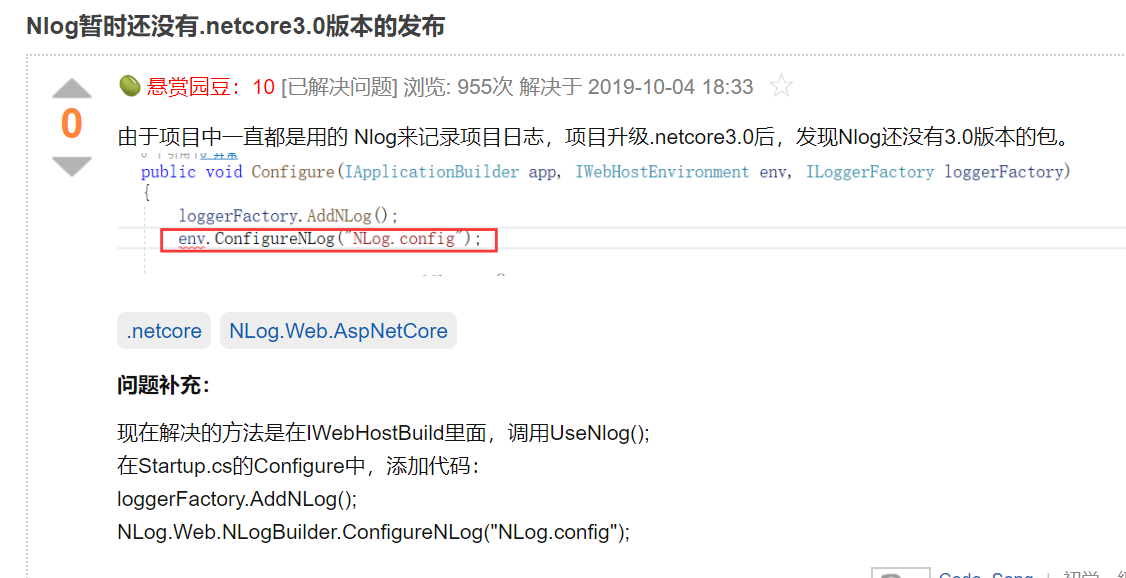 Nlog暂时还没有.netcore3.0版本的发布
悬赏园豆：10 [已解决问题] 浏览: 955次 解决于 2019-10-04 18:33
0
由于项目中一直都是用的 Nlog来记录项目日志，项目升级.netcore3.0后，发现Nlog还没有3.0版本的包。
public void Configure(IApplicationBuilder app, IWebHostEnvironment env, ILoggerFactory loggerFactory)
{
loggerFactory.AddNLog();
env.ConfigureNLog("NLog.config");
.netcore NLog.Web.AspNetCore
问题补充：
现在解决的方法是在IWebHostBuild里面，调用UseNlog();
在Startup.cs的Configure中，添加代码：
loggerFactory.AddNLog();
NLog.Web.NLogBuilder.ConfigureNLog("NLog.config");